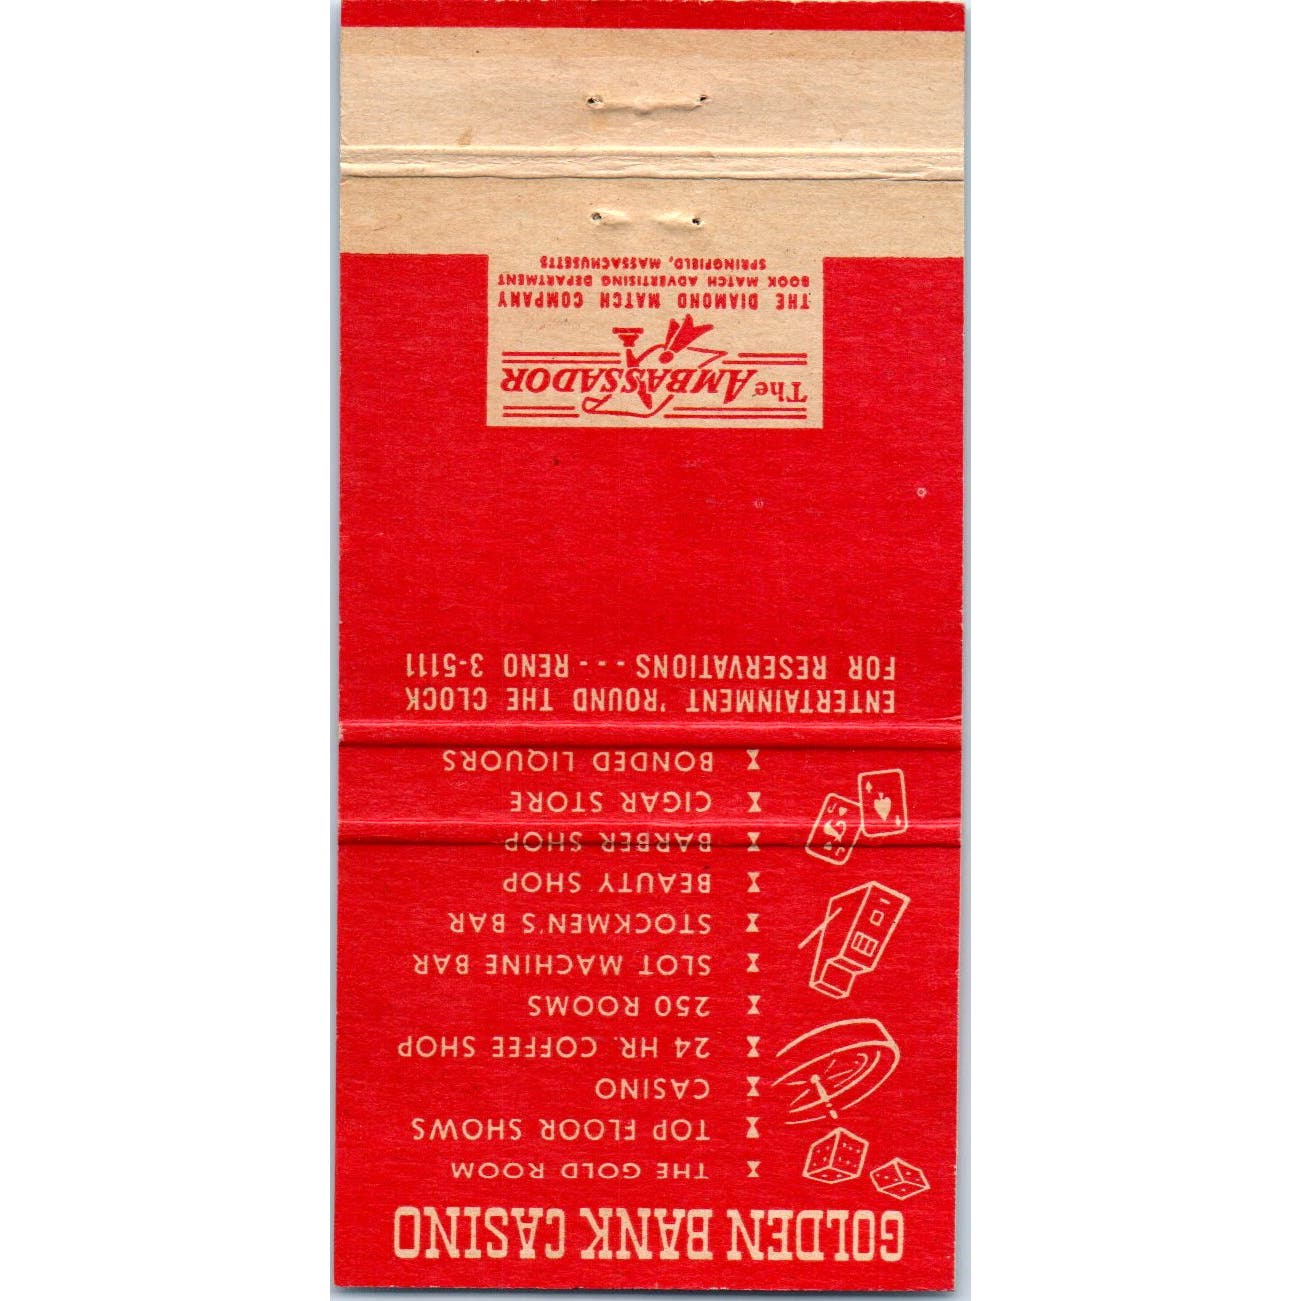 GOLDEN BANK CASINO
THE GOLD ROOM
TOP FLOOR SHOWS
CASINO
24 HR. COFFEE SHOP
250 ROOMS
SLOT MACHINE BAR
STOCKMEN'S BAR
BEAUTY SHOP
BARBER SHOP
CIGAR STORE
BONDED LIQUORS
ENTERTAINMENT 'ROUND THE CLOCK
FOR RESERVATIONS --- RENO 3-5111
The AMBASSADOR
THE DIAMOND MATCH COMPANY
BOOK MATCH ADVERTISING DEPARTMENT
SPRINGFIELD, MASSACHUSETTS